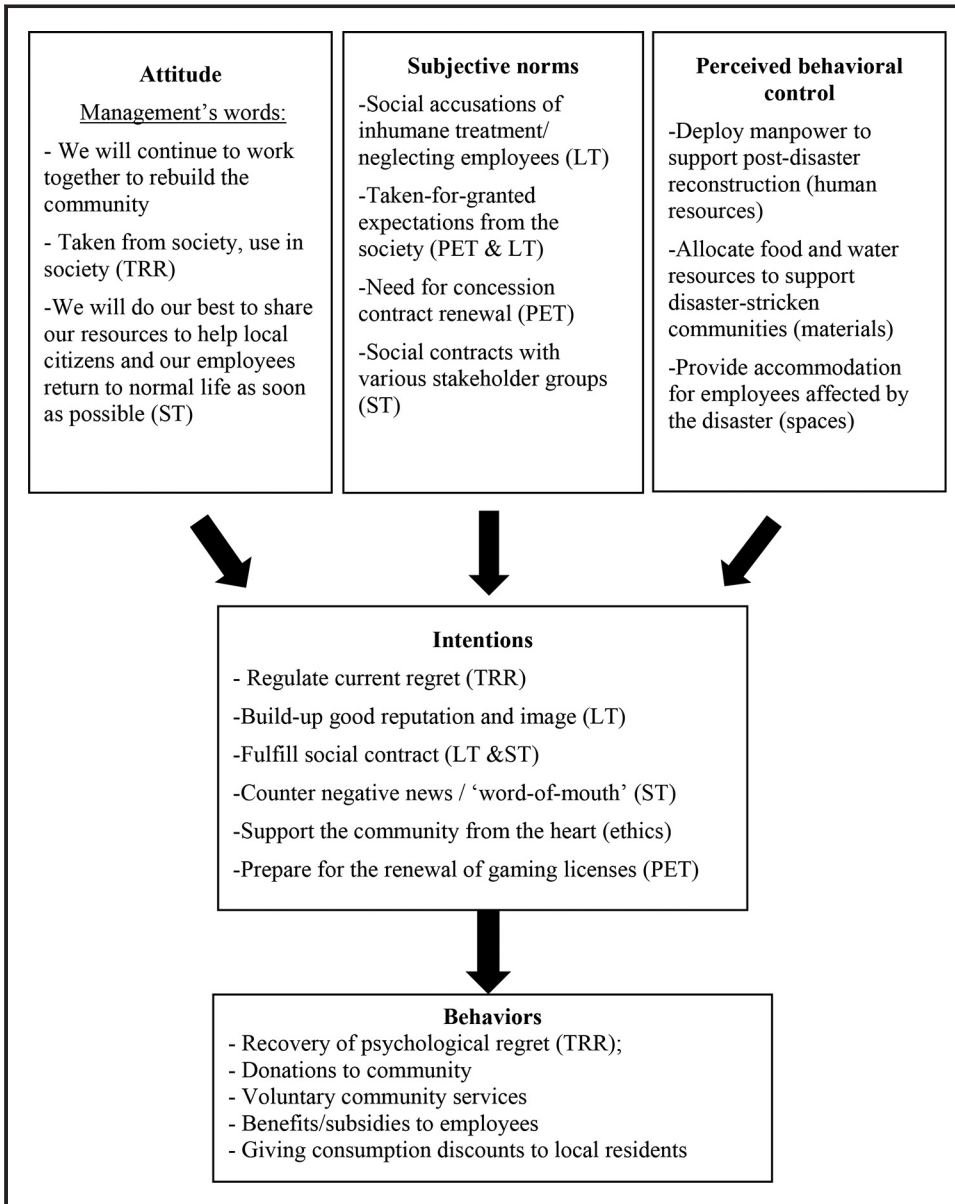 Attitude
Management's words:
- We will continue to work
together to rebuild the
community
- Taken from society, use in
society (TRR)
-We will do our best to share
our resources to help local
citizens and our employees
return to normal life as soon
as possible (ST)
Subjective norms
-Social accusations of
inhumane treatment/
neglecting employees (LT)
-Taken-for-granted
expectations from the
society (PET & LT)
-Need for concession
contract renewal (PET)
-Social contracts with
various stakeholder groups
(ST)
Perceived behavioral
control
-Deploy manpower to
support post-disaster
reconstruction (human
resources)
-Allocate food and water
resources to support
disaster-stricken
communities (materials)
-Provide accommodation
for employees affected by
the disaster (spaces)
Intentions
- Regulate current regret (TRR)
-Build-up good reputation and image (LT)
-Fulfill social contract (LT &ST)
-Counter negative news / ‘word-of-mouth’ (ST)
-Support the community from the heart (ethics)
-Prepare for the renewal of gaming licenses (PET)
Behaviors
- Recovery of psychological regret (TRR);
- Donations to community
- Voluntary community services
- Benefits/subsidies to employees
- Giving consumption discounts to local residents